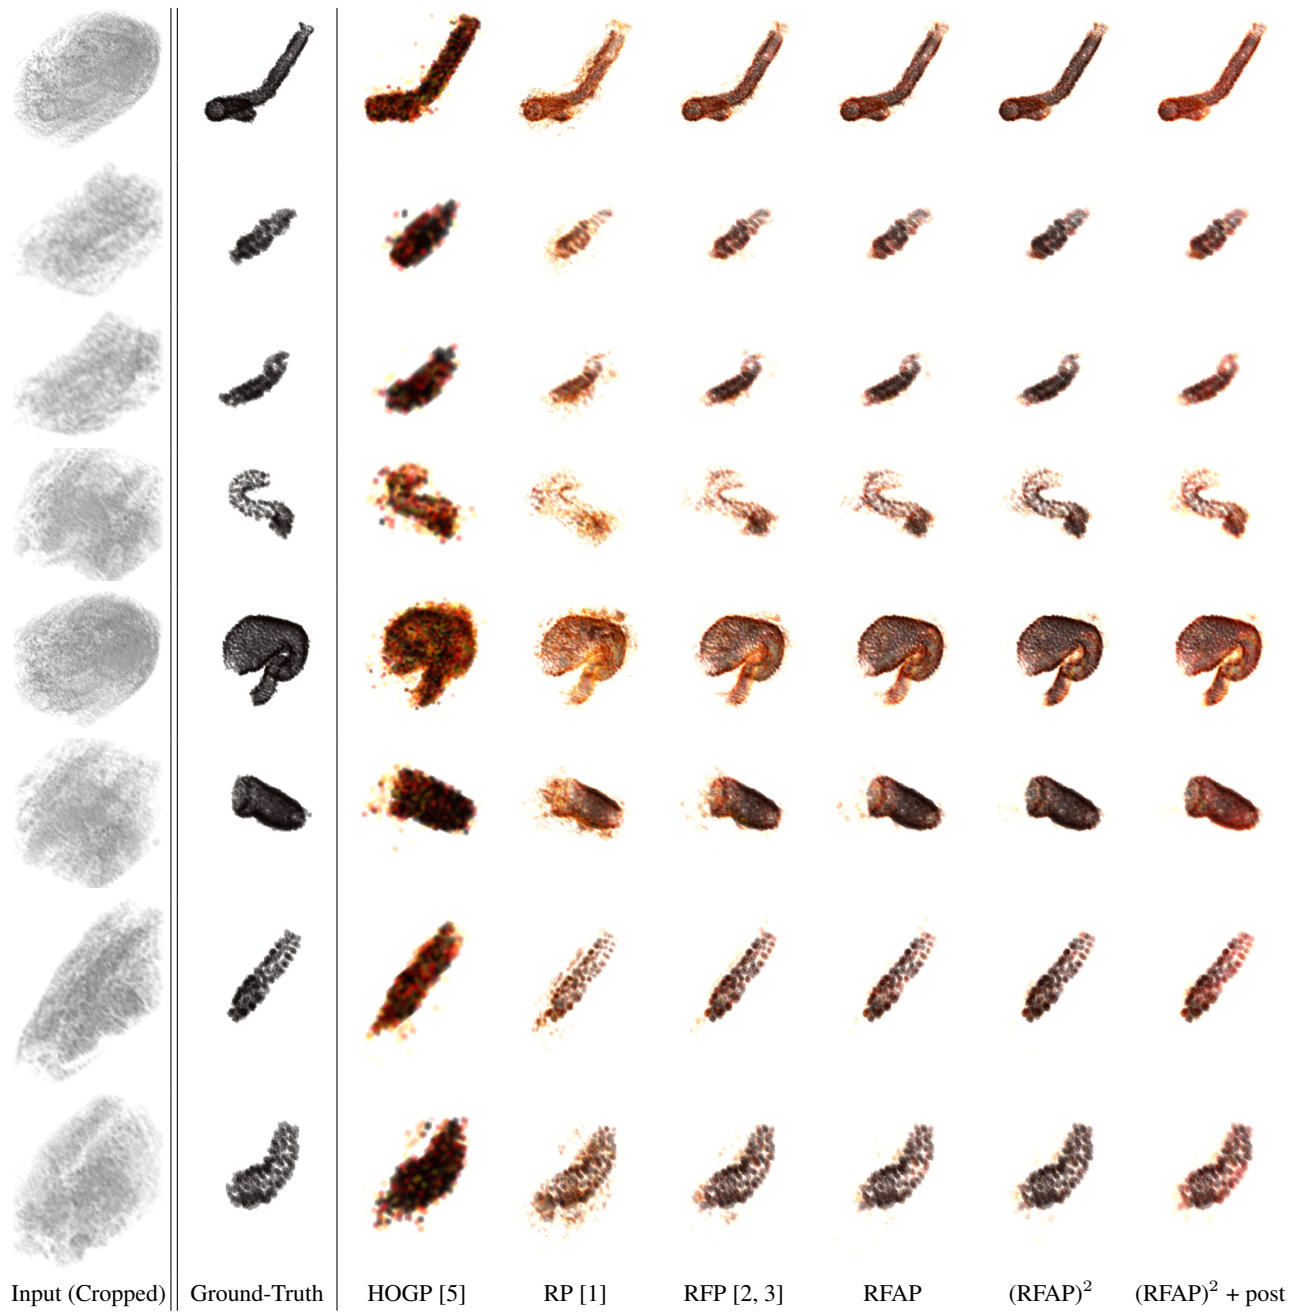 Input (Cropped) Ground-Truth HOGP [5] RP [1] RFP [2, 3] RFAP (RFAP)² (RFAP)² + post